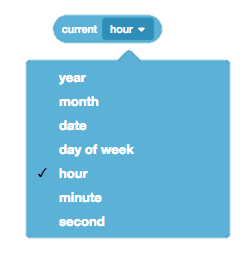 current hour
year
month
date
day of week
✓ hour
minute
second